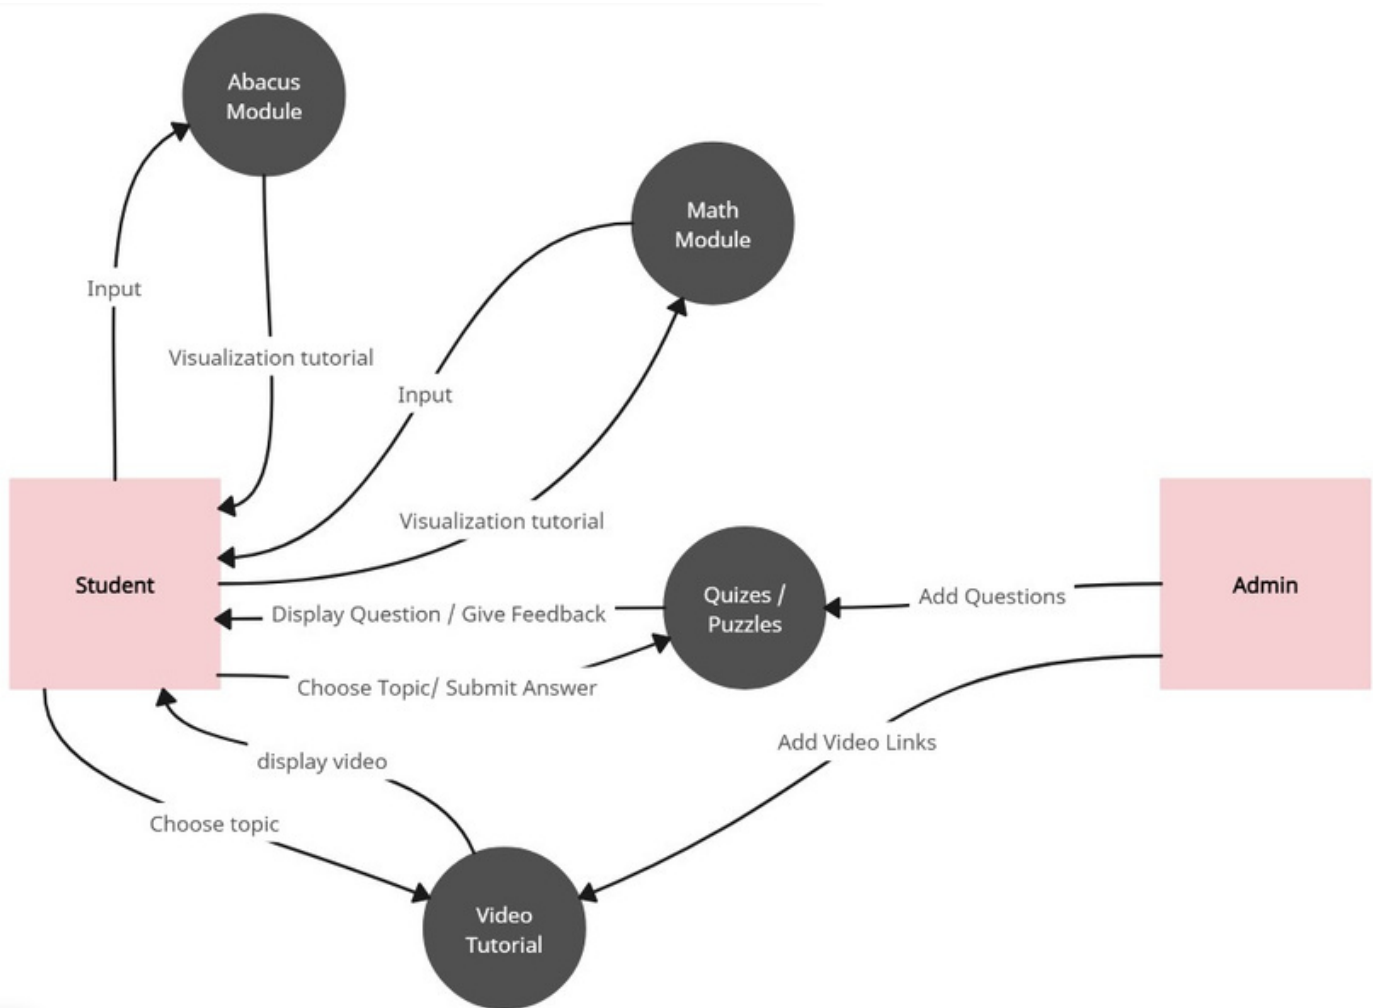 Abacus
Module
Math
Module
Input
Visualization tutorial
Input
Visualization tutorial
Student
Display Question / Give Feedback
Quizes /
Puzzles
Add Questions
Admin
Choose Topic/ Submit Answer
display video
Add Video Links
Choose topic
Video
Tutorial